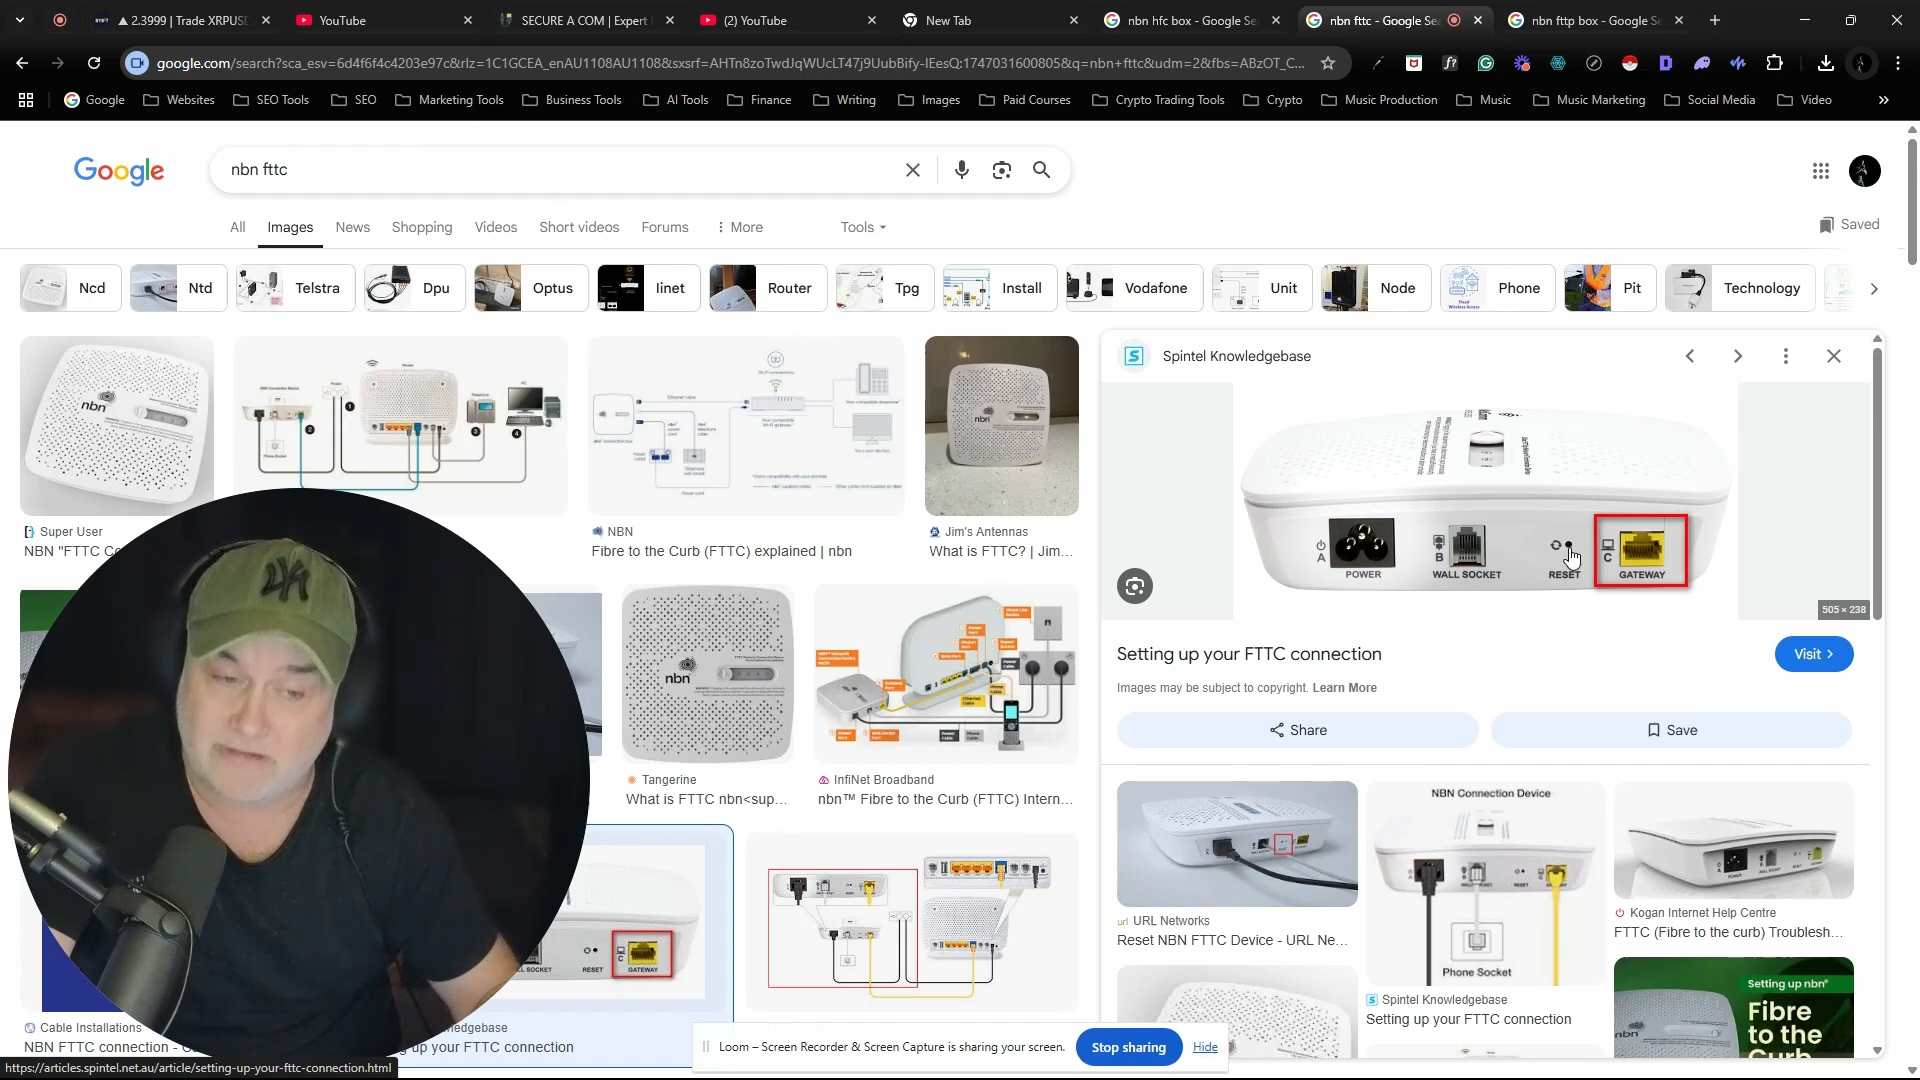 2.3999 | Trade XRPUSD
YouTube
SECURE A COM | Expert
(2) YouTube
New Tab
nbn hfc box - Google Se
nbn fttc - Google Sea
nbn fttp box - Google Se
google.com/search?sca_esv=6d4f6f4c4203e97c&rlz=1C1GCEA_enAU1108AU1108&sxsrf=AHTn8zoTwdJqWUcLT47j9UubBify-IEesQ:1747031600805&q=nbn+fttc&udm=2&fbs=ABzOT_C...
Google
Websites
SEO Tools
SEO
Marketing Tools
Business Tools
AI Tools
Finance
Writing
Images
Paid Courses
Crypto Trading Tools
Crypto
Music Production
Music
Music Marketing
Social Media
Video
Google
nbn fttc
All
Images
News
Shopping
Videos
Short videos
Forums
More
Tools
Saved
Ncd
Ntd
Telstra
Dpu
Optus
Iinet
Router
Tpg
Install
Vodafone
Unit
Node
Phone
Pit
Technology
Spintel Knowledgebase
nbn
A
POWER
B
WALL SOCKET
RESET
C
GATEWAY
505 × 238
Super User
NBN "FTTC Co
NBN
Fibre to the Curb (FTTC) explained | nbn
Jim's Antennas
What is FTTC? | Jim...
Setting up your FTTC connection
Visit
Images may be subject to copyright. Learn More
Share
Save
nbn
Tangerine
What is FTTC nbn<sup...
InfiNet Broadband
nbn™ Fibre to the Curb (FTTC) Intern...
URL Networks
Reset NBN FTTC Device - URL Ne...
NBN Connection Device
Phone Socket
Spintel Knowledgebase
Setting up your FTTC connection
Kogan Internet Help Centre
FTTC (Fibre to the curb) Troublesh...
Setting up nbn®
Fibre
to the
Curb
LL SOCKET
RESET
C
GATEWAY
Cable Installations
NBN FTTC connection - C
wledgebase
g up your FTTC connection
Loom – Screen Recorder & Screen Capture is sharing your screen.
Stop sharing
Hide
https://articles.spintel.net.au/article/setting-up-your-fttc-connection.html